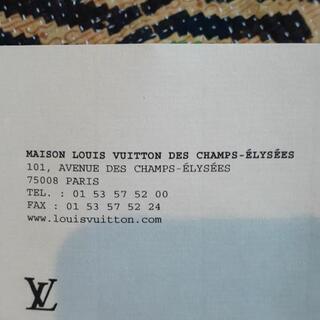 MAISON LOUIS VUITTON DES CHAMPS-ÉLYSÉES
101, AVENUE DES CHAMPS-ÉLYSÉES
75008 PARIS
TEL. : 01 53 57 52 00
FAX : 01 53 57 52 24
www.louisvuitton.com
LV